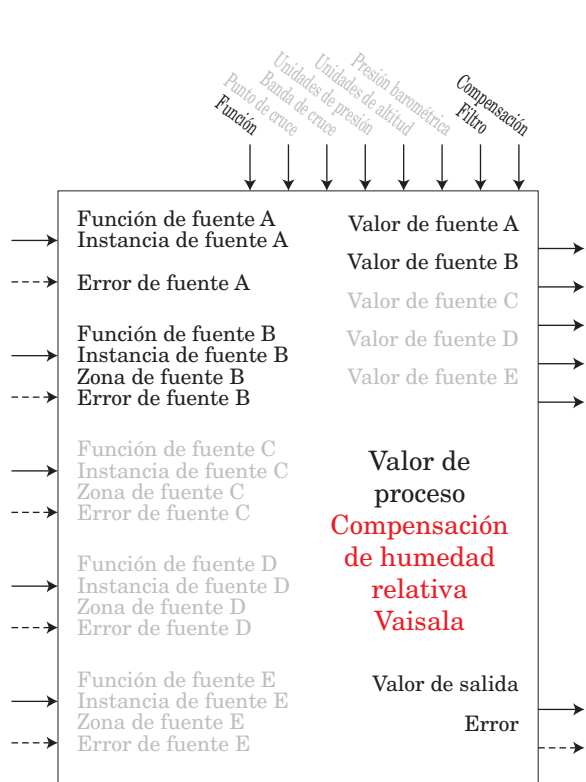 Función
Punto de cruce
Banda de cruce
Unidades de presión
Unidades de altitud
Presión barométrica
Filtro
Compensación
Función de fuente A
Instancia de fuente A
Error de fuente A
Función de fuente B
Instancia de fuente B
Zona de fuente B
Error de fuente B
Función de fuente C
Instancia de fuente C
Zona de fuente C
Error de fuente C
Función de fuente D
Instancia de fuente D
Zona de fuente D
Error de fuente D
Función de fuente E
Instancia de fuente E
Zona de fuente E
Error de fuente E
Valor de fuente A
Valor de fuente B
Valor de fuente C
Valor de fuente D
Valor de fuente E
Valor de
proceso
Compensación
de humedad
relativa
Vaisala
Valor de salida
Error